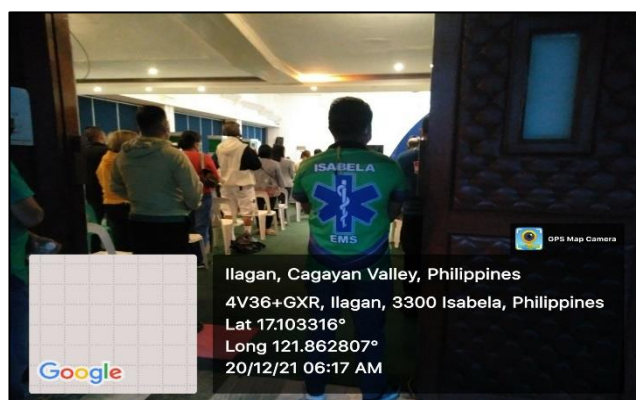 ISABELA
EMS
GPS Map Camera
Ilagan, Cagayan Valley, Philippines
4V36+GXR, Ilagan, 3300 Isabela, Philippines
Lat 17.103316°
Long 121.862807°
20/12/21 06:17 AM
Google